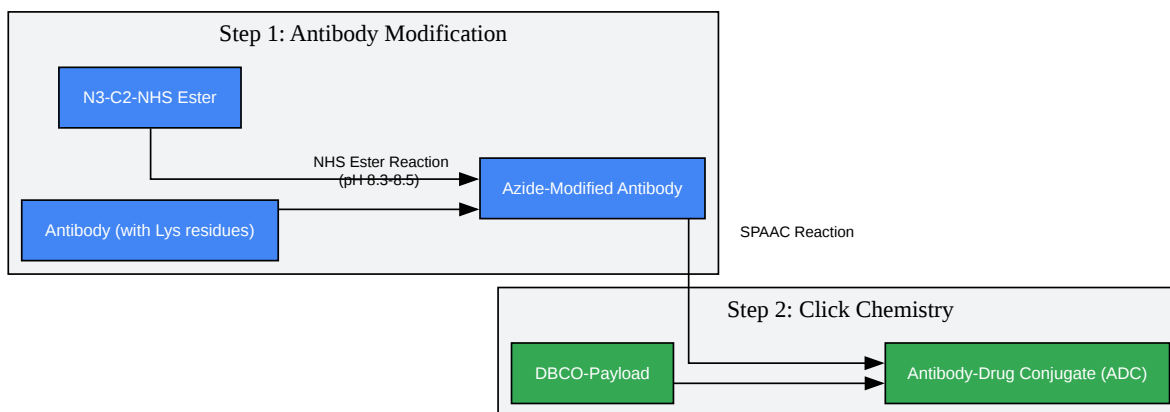 Step 1: Antibody Modification
N3-C2-NHS Ester
NHS Ester Reaction
(pH 8.3-8.5)
Azide-Modified Antibody
Antibody (with Lys residues)
SPAAC Reaction
Step 2: Click Chemistry
DBCO-Payload
Antibody-Drug Conjugate (ADC)